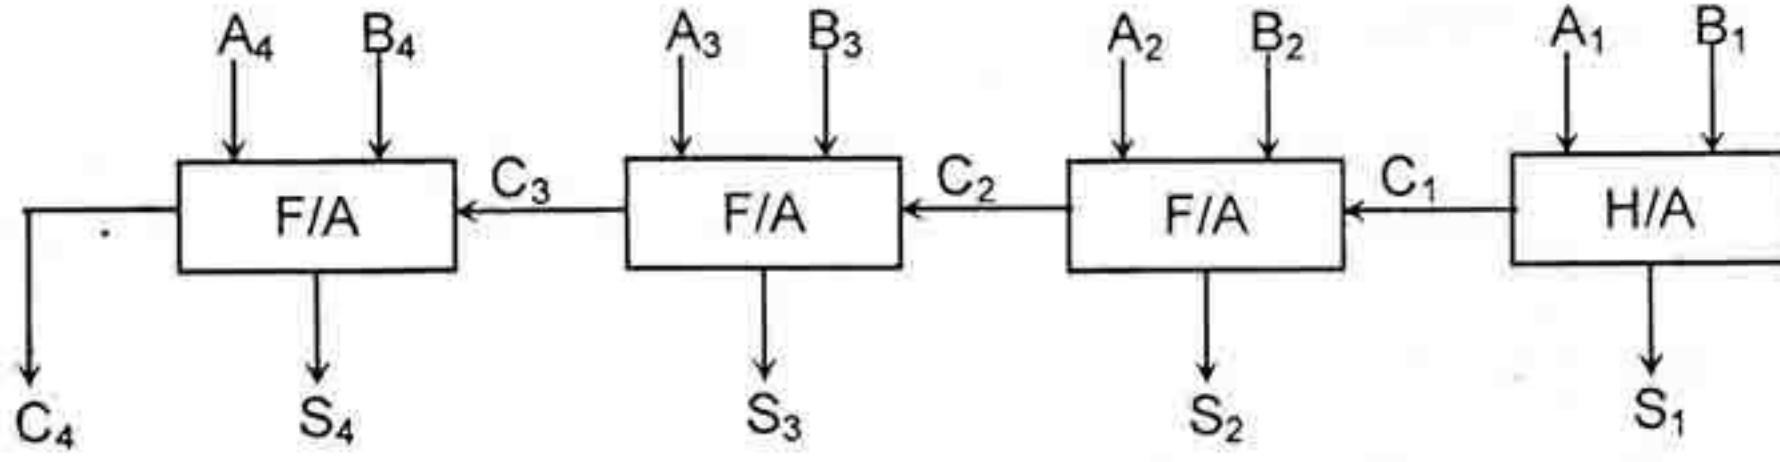 A₄ B₄ A₃ B₃ A₂ B₂ A₁ B₁
F/A C₃ F/A C₂ F/A C₁ H/A
C₄ S₄ S₃ S₂ S₁